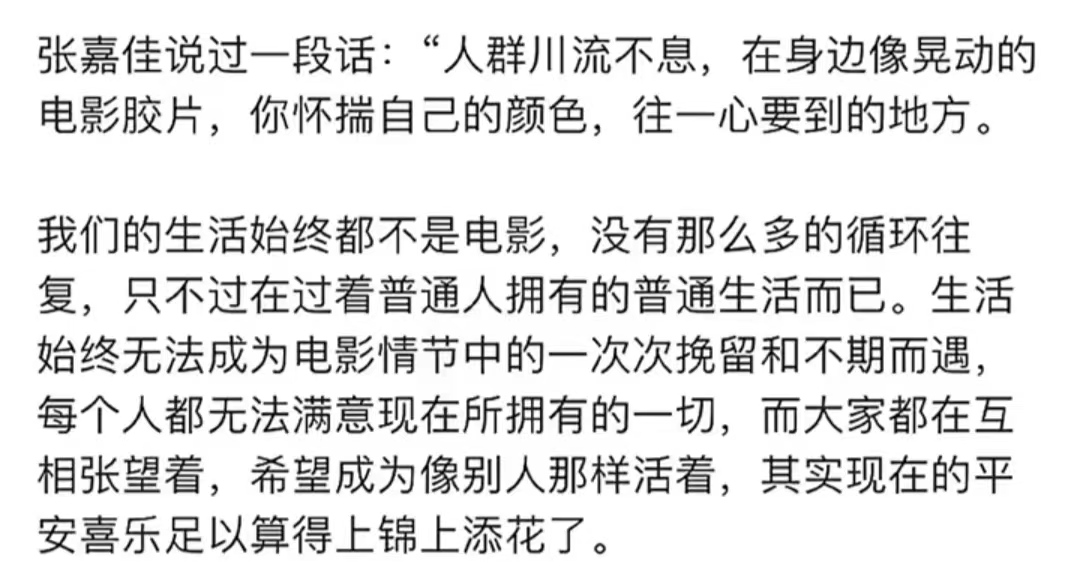 张嘉佳说过一段话：“人群川流不息，在身边像晃动的
电影胶片，你怀揣自己的颜色，往一心要到的地方。
我们的生活始终都不是电影，没有那么多的循环往
复，只不过在过着普通人拥有的普通生活而已。生活
始终无法成为电影情节中的一次次挽留和不期而遇，
每个人都无法满意现在所拥有的一切，而大家都在互
相张望着，希望成为像别人那样活着，其实现在的平
安喜乐足以算得上锦上添花了。